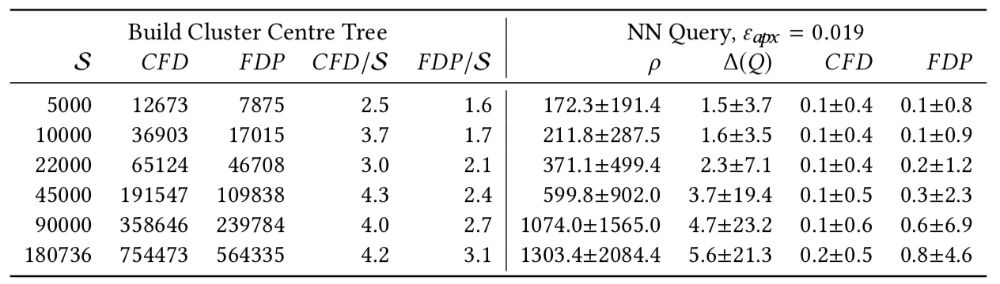 Build Cluster Centre Tree NN Query, εapx = 0.019
𝒮 CFD FDP CFD/𝒮 FDP/𝒮 ρ Δ(Q) CFD FDP
5000 12673 7875 2.5 1.6 172.3±191.4 1.5±3.7 0.1±0.4 0.1±0.8
10000 36903 17015 3.7 1.7 211.8±287.5 1.6±3.5 0.1±0.4 0.1±0.9
22000 65124 46708 3.0 2.1 371.1±499.4 2.3±7.1 0.1±0.4 0.2±1.2
45000 191547 109838 4.3 2.4 599.8±902.0 3.7±19.4 0.1±0.5 0.3±2.3
90000 358646 239784 4.0 2.7 1074.0±1565.0 4.7±23.2 0.1±0.6 0.6±6.9
180736 754473 564335 4.2 3.1 1303.4±2084.4 5.6±21.3 0.2±0.5 0.8±4.6